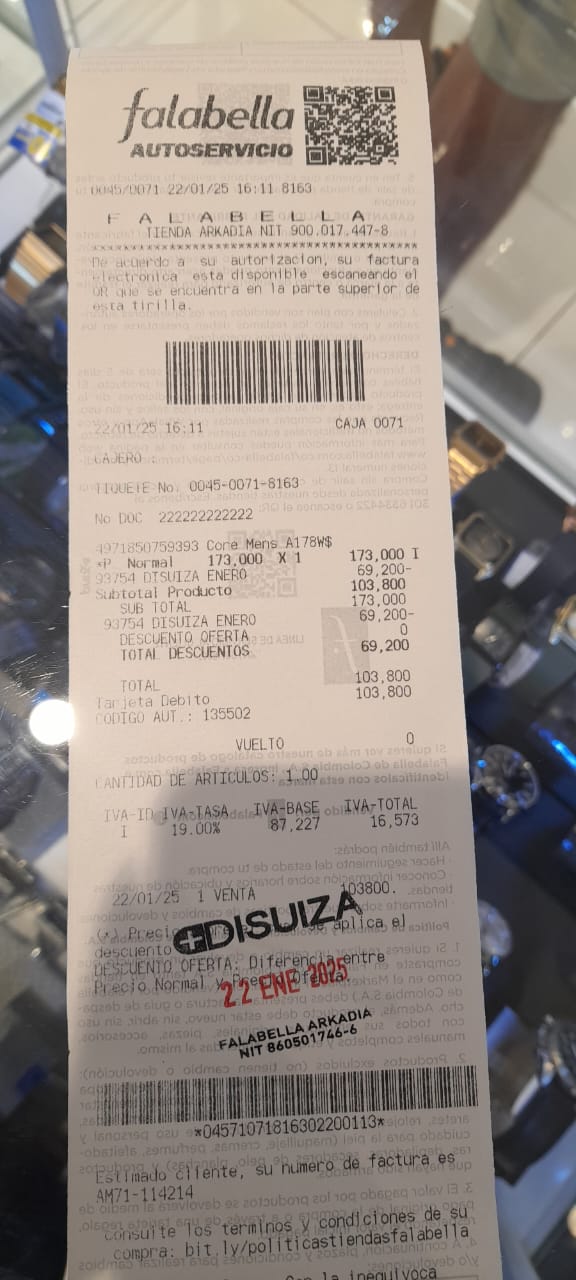 falabella
AUTOSERVICIO
0045/0071 22/01/25 16:11 8163
F A L A B E L L A
TIENDA ARKADIA NIT 900.017.447-8
******************************************
De acuerdo a su autorizacion, su factura
electronica esta disponible escaneando el
QR que se encuentra en la parte superior de
esta tirilla.
22/01/25 16:11 CAJA 0071
CAJERO :
TIQUETE No. 0045-0071-8163
No DOC 222222222222
4971850759393 Core Mens A178W$
*P. Normal 173,000 X 1 173,000 I
93754 DISUIZA ENERO 69,200-
Subtotal Producto 103,800
SUB TOTAL 173,000
93754 DISUIZA ENERO 69,200-
DESCUENTO OFERTA 0
TOTAL DESCUENTOS 69,200
TOTAL 103,800
Tarjeta Debito 103,800
CODIGO AUT.: 135502
VUELTO 0
CANTIDAD DE ARTICULOS: 1.00
IVA-ID IVA-TASA IVA-BASE IVA-TOTAL
I 19.00% 87,227 16,573
22/01/25 1 VENTA 103800.
(*) Precio se aplica el
descuento
DISUIZA
DESCUENTO OFERTA: Diferencia entre
Precio Normal y Precio Oferta.
22 ENE 2025
FALABELLA ARKADIA
NIT 860501746-6
*04571071816302200113*
Estimado cliente, su numero de factura es
AM71-114214
Consulte los terminos y condiciones de su
compra: bit.ly/politicastiendasfalabella
la inequivoca